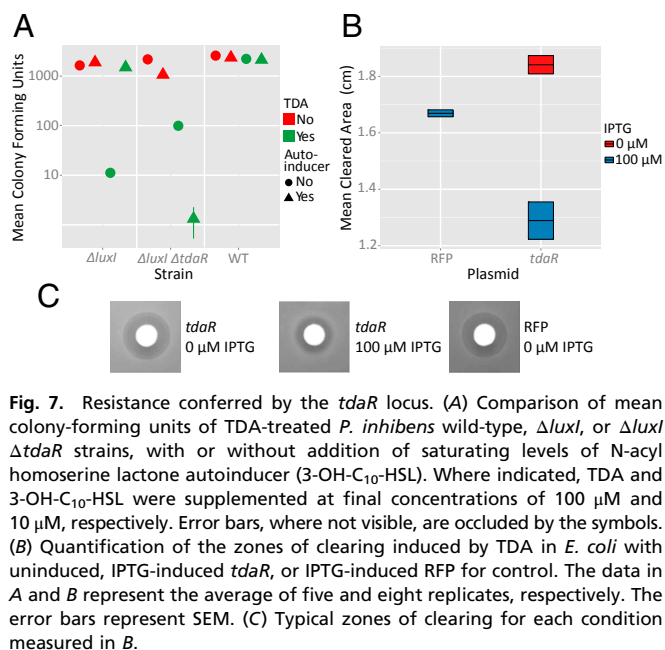 A
Mean Colony Forming Units
1000
100
10
ΔluxI
ΔluxI ΔtdaR
WT
Strain
TDA
No
Yes
Auto-
inducer
No
Yes
B
Mean Cleared Area (cm)
1.8
1.6
1.4
1.2
RFP
tdaR
Plasmid
IPTG
0 μM
100 μM
C
tdaR
0 μM IPTG
tdaR
100 μM IPTG
RFP
0 μM IPTG
Fig. 7. Resistance conferred by the tdaR locus. (A) Comparison of mean
colony-forming units of TDA-treated P. inhibens wild-type, ΔluxI, or ΔluxI
ΔtdaR strains, with or without addition of saturating levels of N-acyl
homoserine lactone autoinducer (3-OH-C₁₀-HSL). Where indicated, TDA and
3-OH-C₁₀-HSL were supplemented at final concentrations of 100 μM and
10 μM, respectively. Error bars, where not visible, are occluded by the symbols.
(B) Quantification of the zones of clearing induced by TDA in E. coli with
uninduced, IPTG-induced tdaR, or IPTG-induced RFP for control. The data in
A and B represent the average of five and eight replicates, respectively. The
error bars represent SEM. (C) Typical zones of clearing for each condition
measured in B.